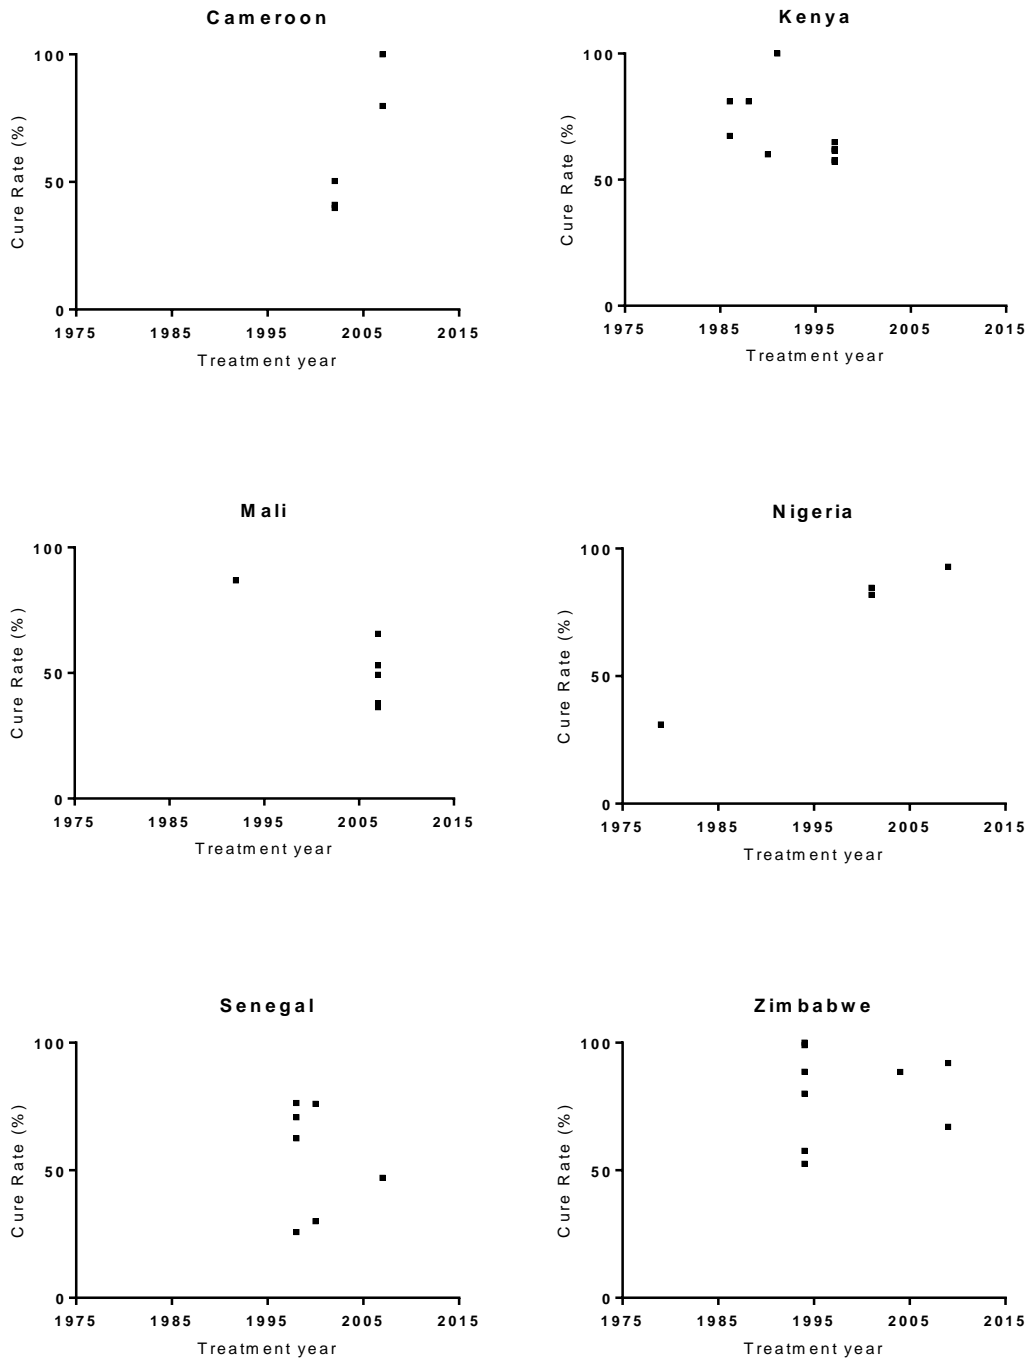 Cameroon
100
50
0
Cure Rate (%)
1975 1985 1995 2005 2015
Treatment year
Kenya
100
50
0
Cure Rate (%)
1975 1985 1995 2005 2015
Treatment year
Mali
100
50
0
Cure Rate (%)
1975 1985 1995 2005 2015
Treatment year
Nigeria
100
50
0
Cure Rate (%)
1975 1985 1995 2005 2015
Treatment year
Senegal
100
50
0
Cure Rate (%)
1975 1985 1995 2005 2015
Treatment year
Zimbabwe
100
50
0
Cure Rate (%)
1975 1985 1995 2005 2015
Treatment year